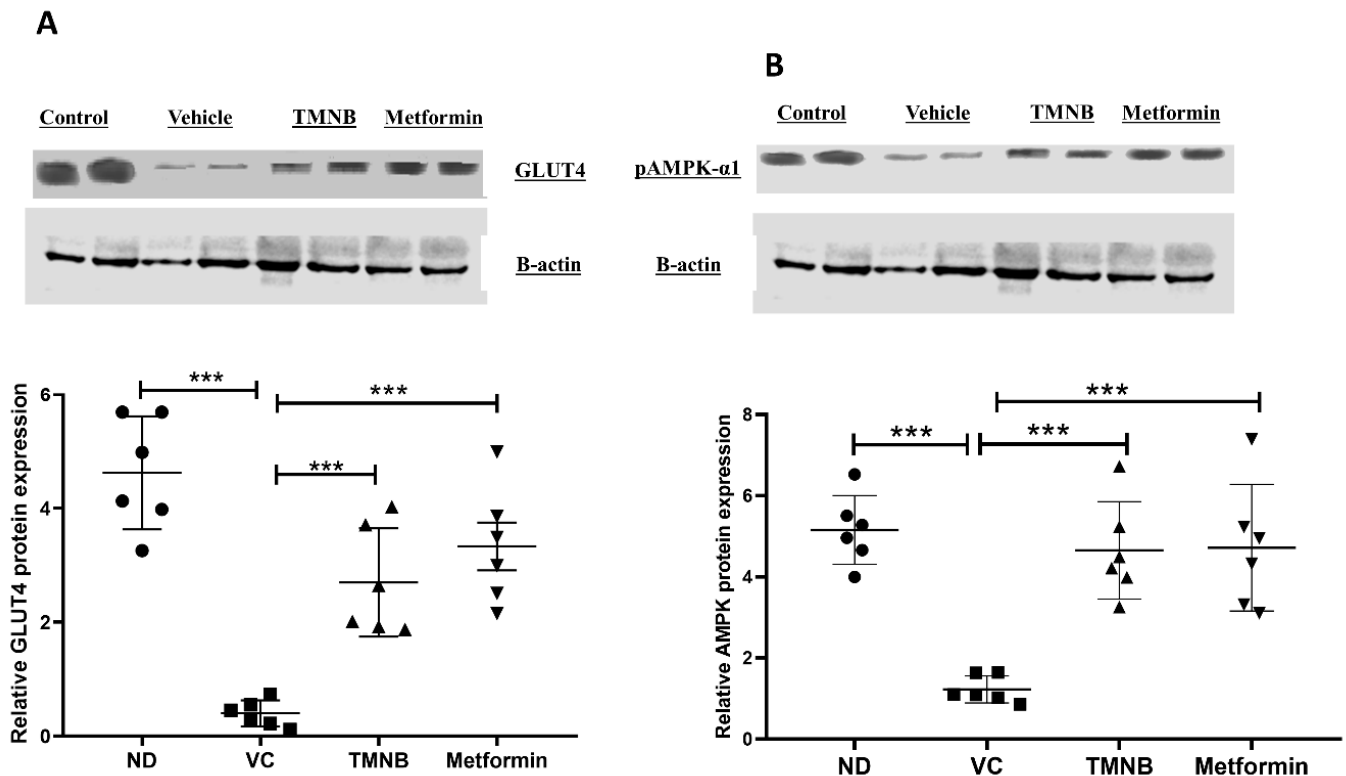 A
Control Vehicle TMNB Metformin
GLUT4
B-actin
***
***
***
Relative GLUT4 protein expression
6
4
2
0
ND VC TMNB Metformin
B
Control Vehicle TMNB Metformin
pAMPK-α1
B-actin
***
***
***
Relative AMPK protein expression
8
6
4
2
0
ND VC TMNB Metformin